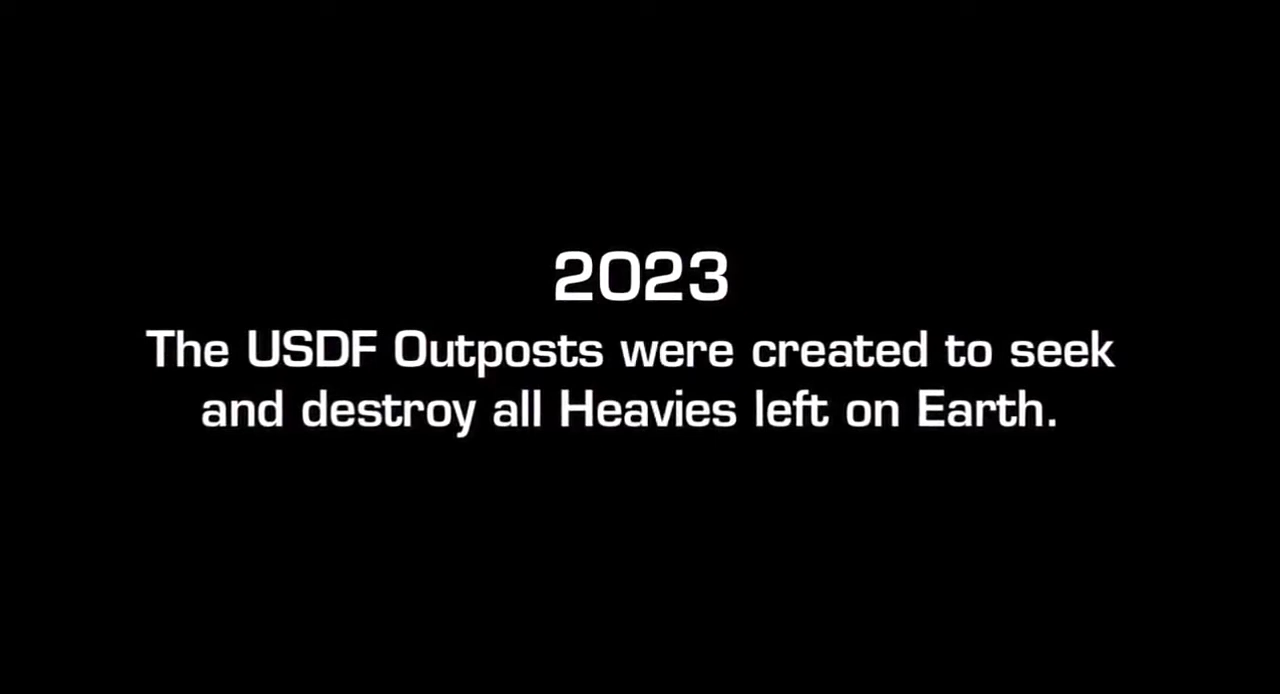 2023
The USDF Outposts were created to seek
and destroy all Heavies left on Earth.